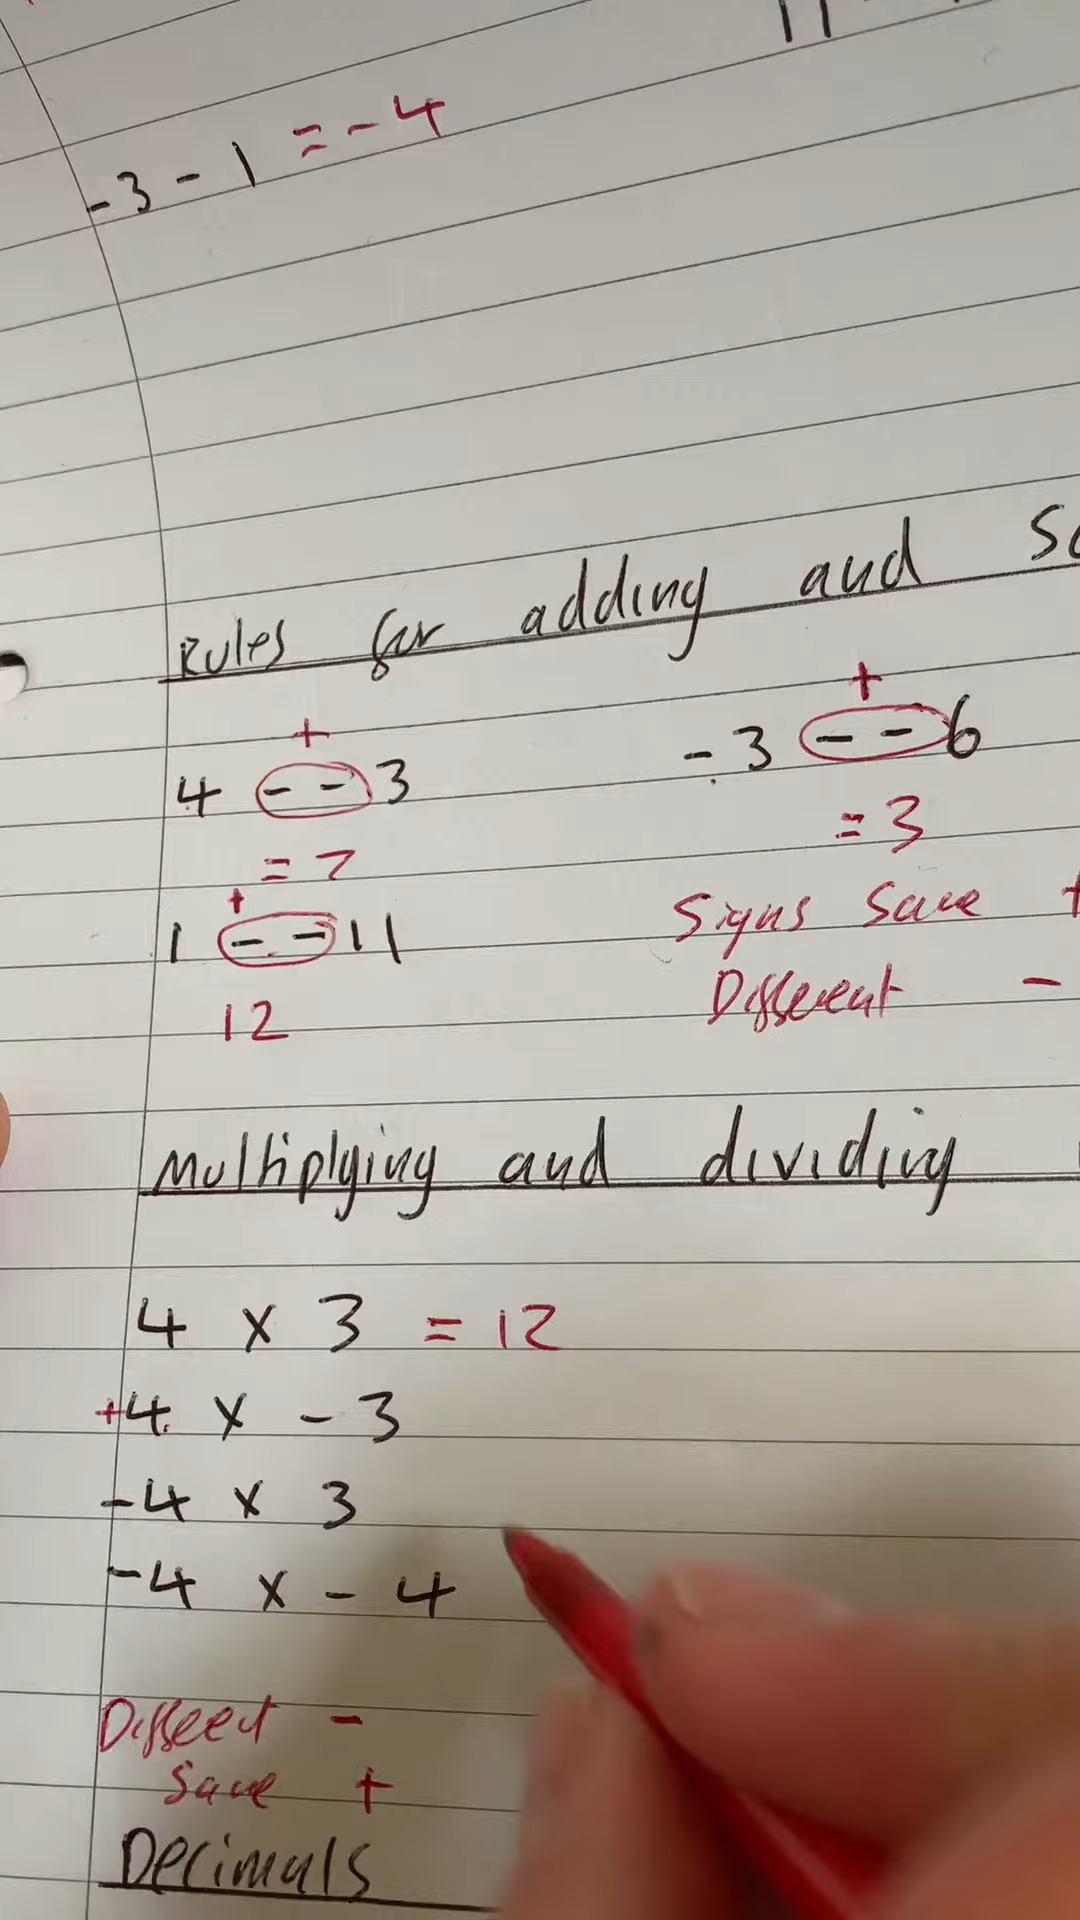 11
-3 - 1 = -4
Rules for adding and
+
4 - - 3
= 7
+
-3 - - 6
= 3
+
1 - - 11
12
Signs Same +
Different -
Multiplying and dividing
4 x 3 = 12
+4 x - 3
-4 x 3
-4 x - 4
Different -
Same +
Decimals